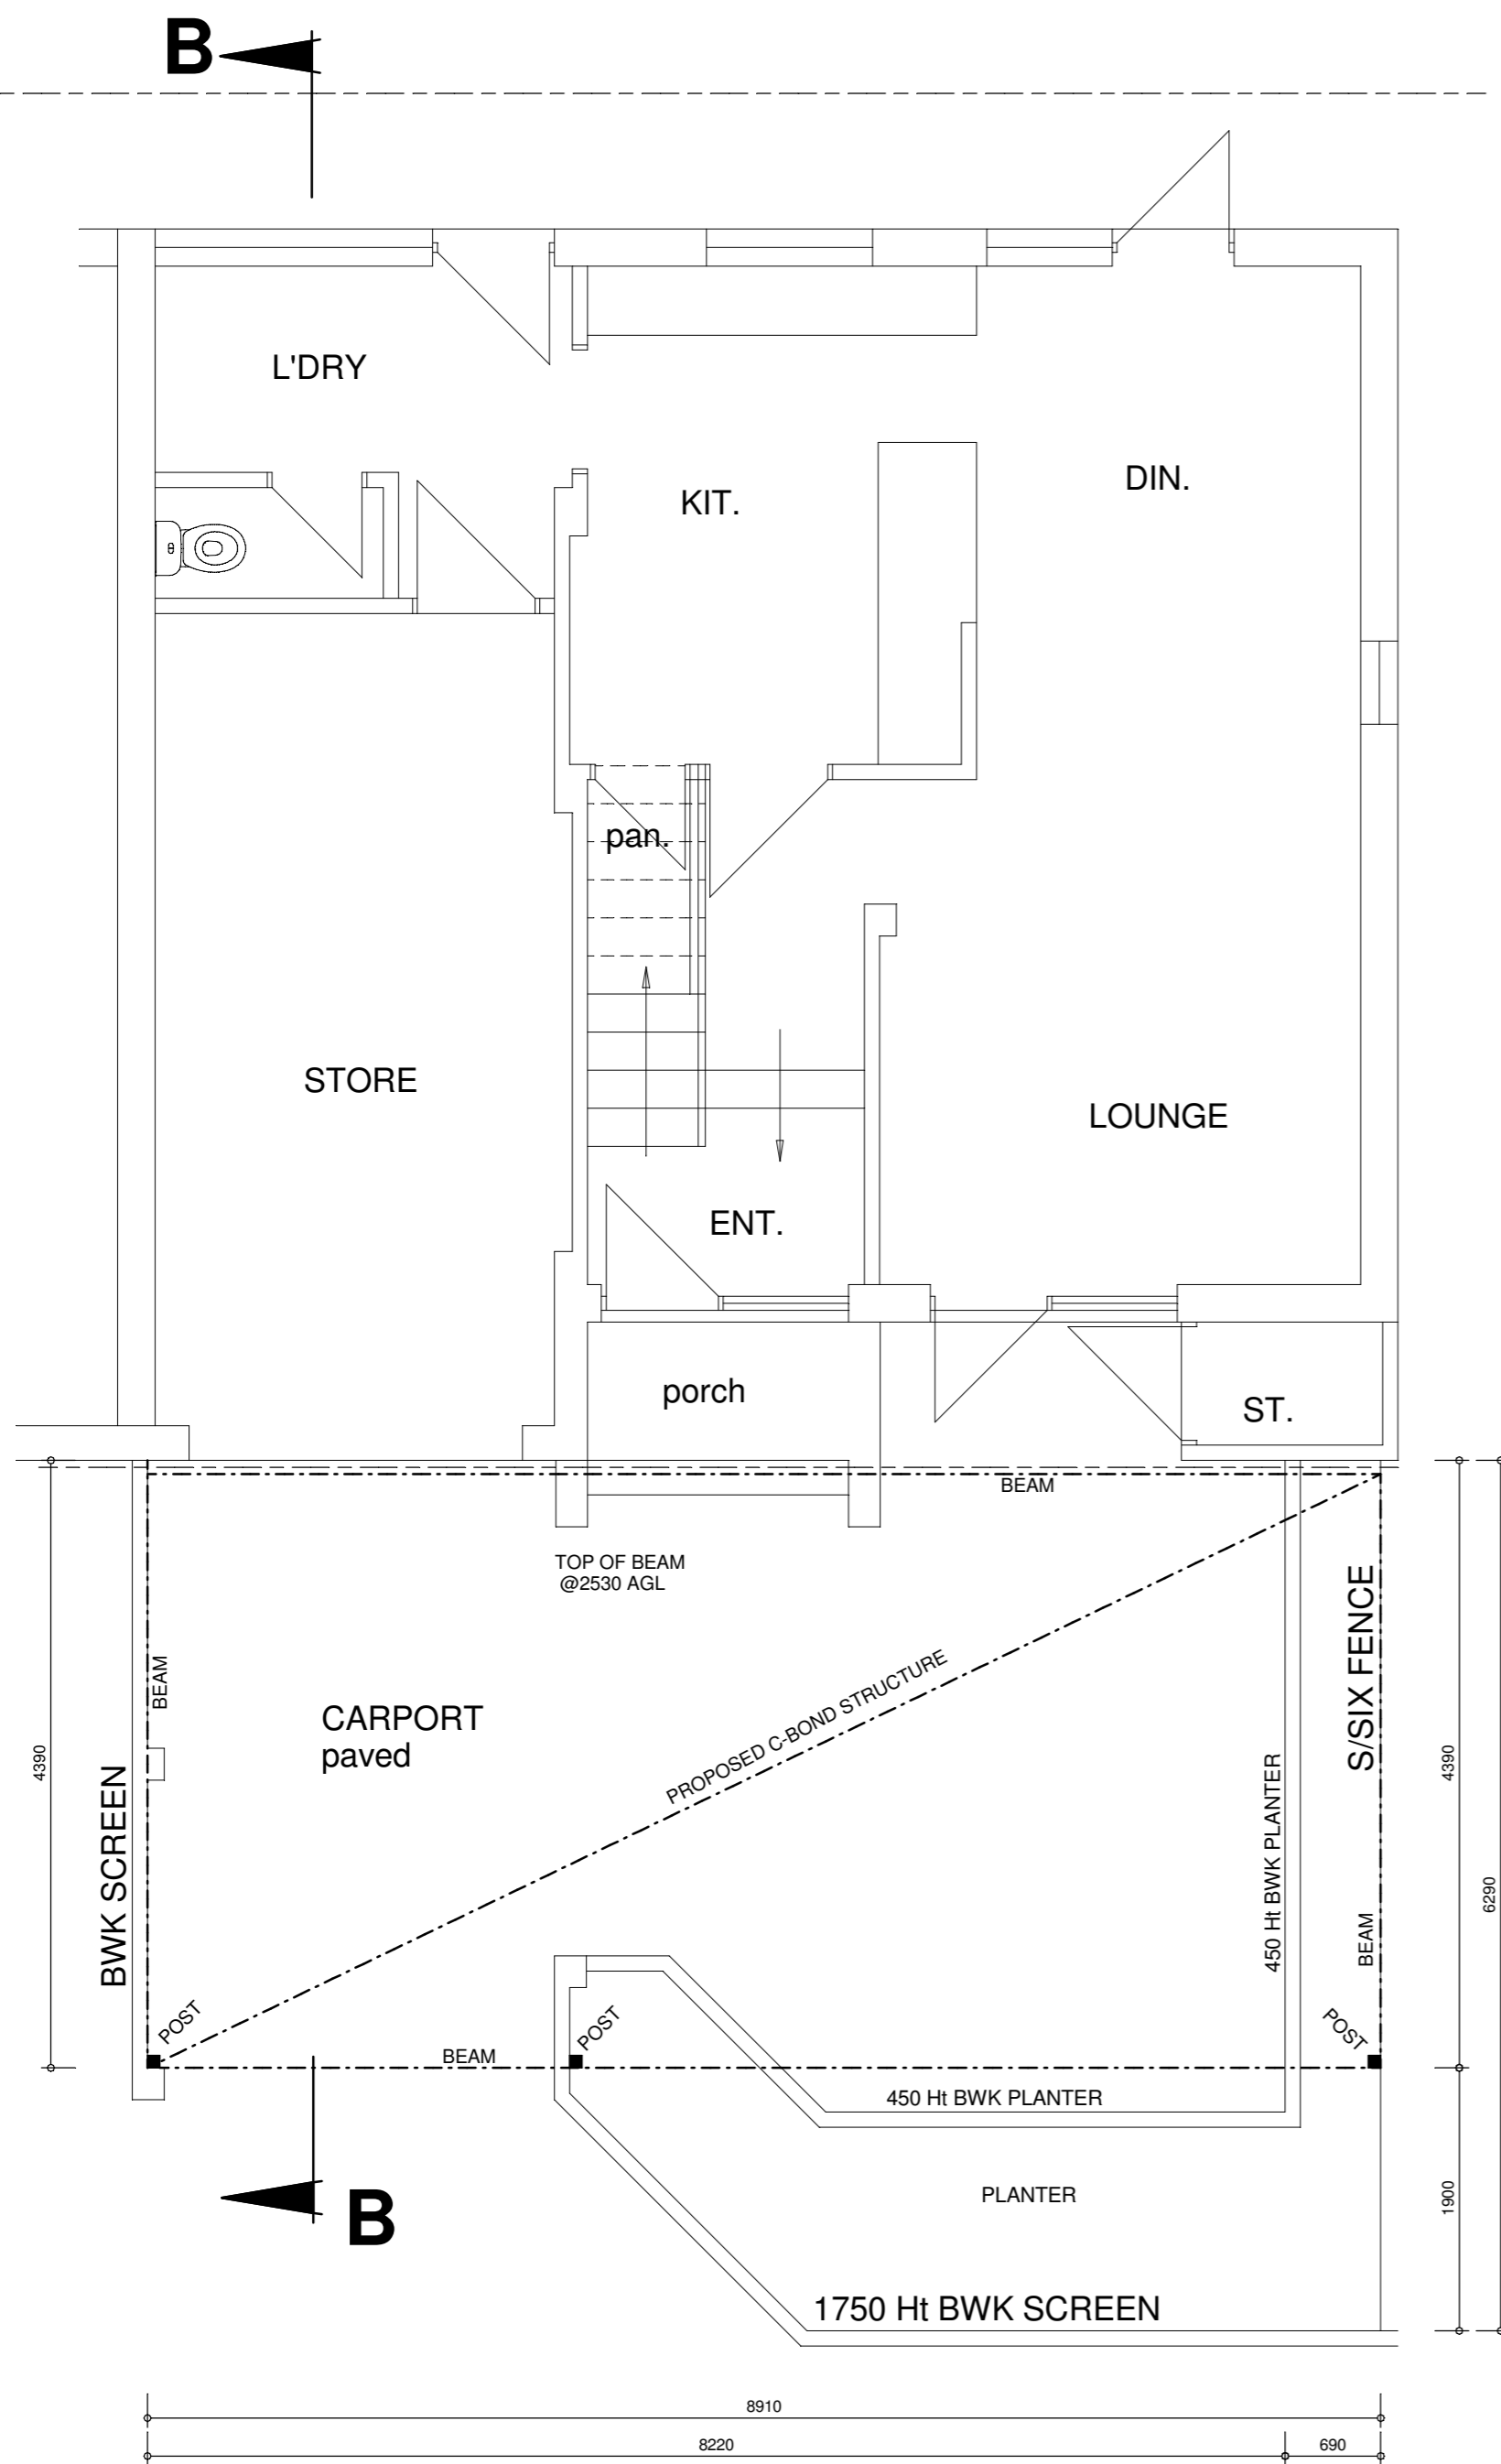 B
L'DRY
DIN.
KIT.
pan.
STORE
LOUNGE
ENT.
porch
ST.
BEAM
TOP OF BEAM
@2530 AGL
S/SIX FENCE
BEAM
PROPOSED C-BOND STRUCTURE
CARPORT
paved
4390
BWK SCREEN
450 Ht BWK PLANTER
4390
6290
BEAM
POST
POST
POST
BEAM
450 Ht BWK PLANTER
PLANTER
1900
B
1750 Ht BWK SCREEN
8910
8220
690